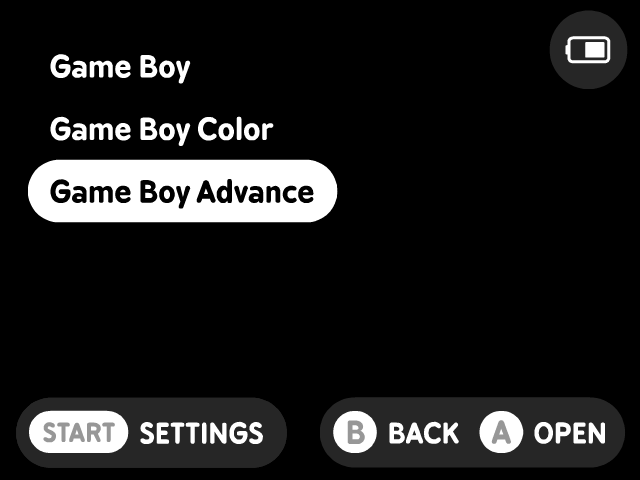 Game Boy
Game Boy Color
Game Boy Advance
START SETTINGS
B BACK A OPEN